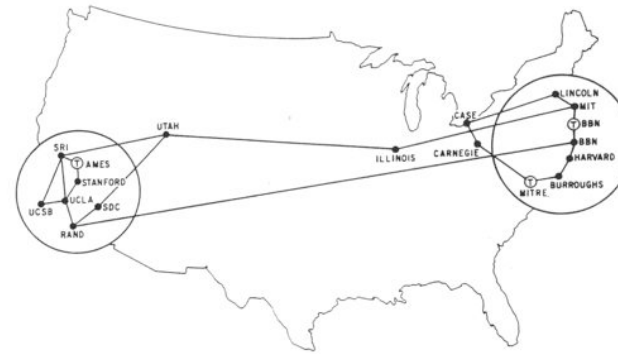 LINCOLN
MIT
CASE
T BBN
UTAH
BBN
SRI
ILLINOIS
CARNEGIE
T AMES
HARVARD
STANFORD
T
BURROUGHS
MITRE
UCLA
SDC
UCSB
RAND